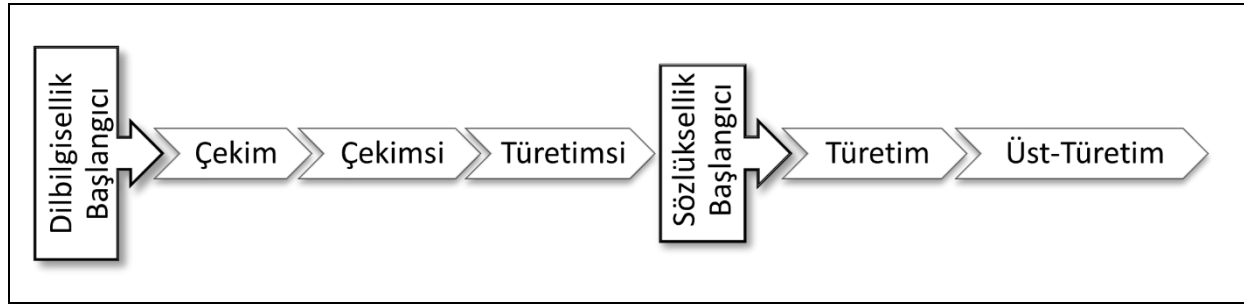 Dilbilgisellik
Başlangıcı
Çekim
Çekimsi
Türetimsi
Sözlüksellik
Başlangıcı
Türetim
Üst-Türetim